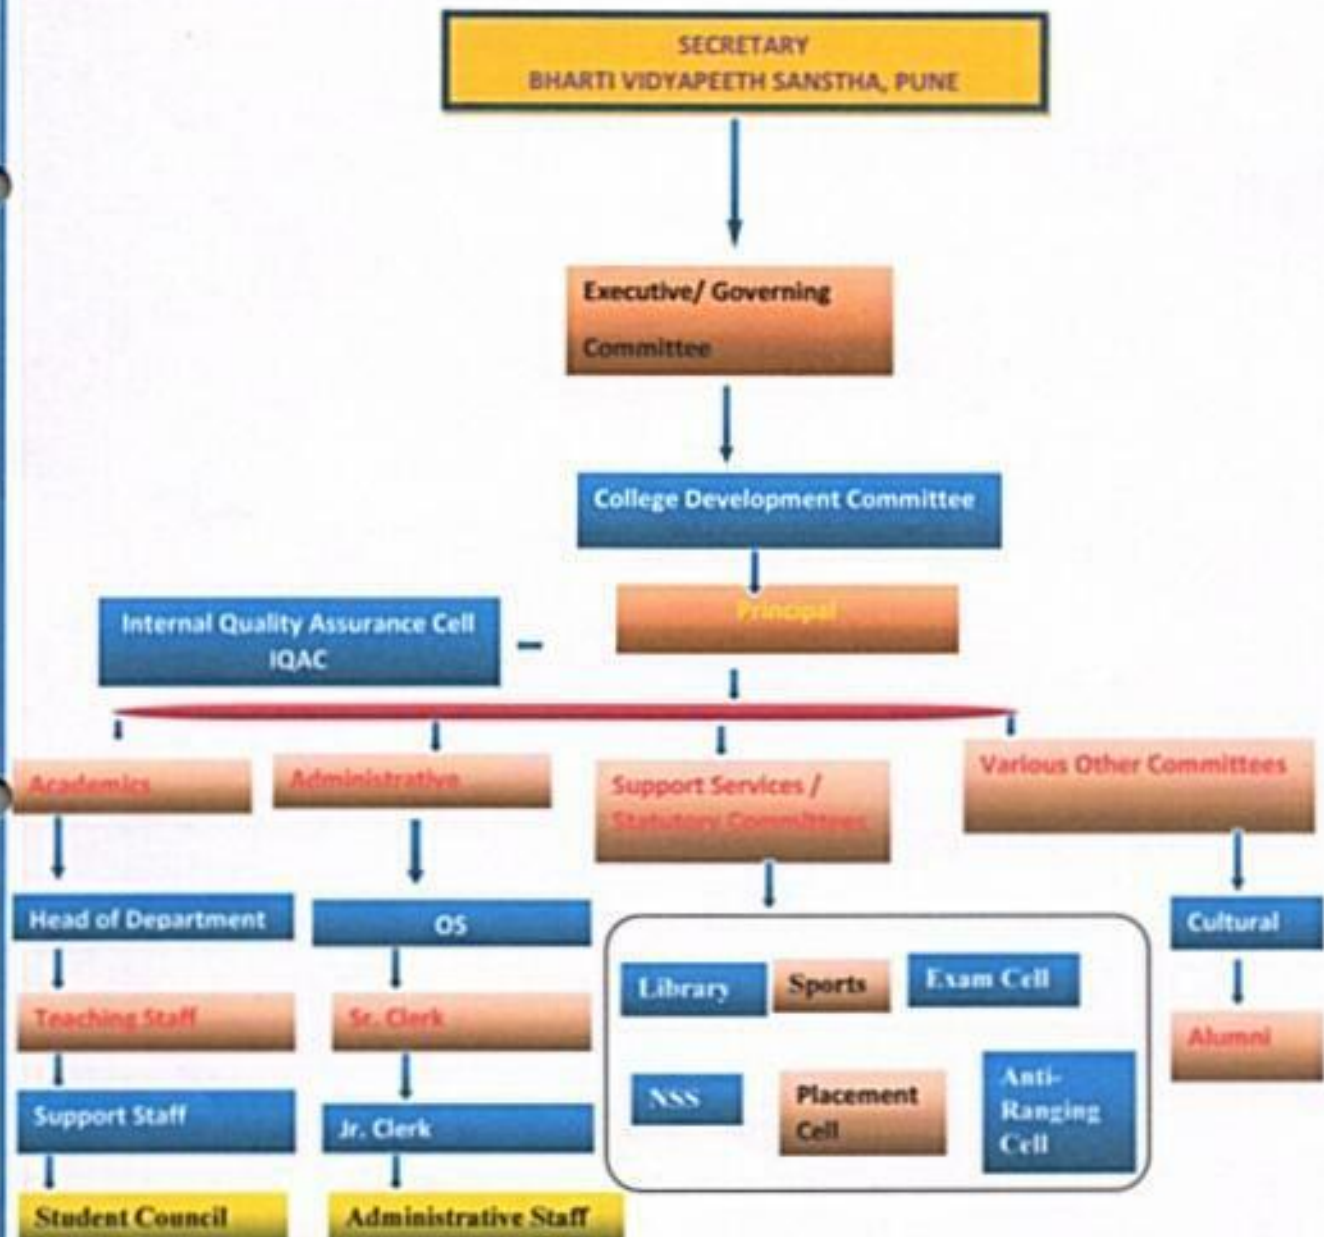 SECRETARY
BHARTI VIDYAPEETH SANSTHA, PUNE
Executive/ Governing
Committee
College Development Committee
Principal
Internal Quality Assurance Cell
IQAC
Academics
Administrative
Support Services /
Statutory Committees
Various Other Committees
Head of Department
OS
Cultural
Library
Sports
Exam Cell
Teaching Staff
Sr. Clerk
Alumni
NSS
Placement
Cell
Anti-
Ranging
Cell
Support Staff
Jr. Clerk
Student Council
Administrative Staff